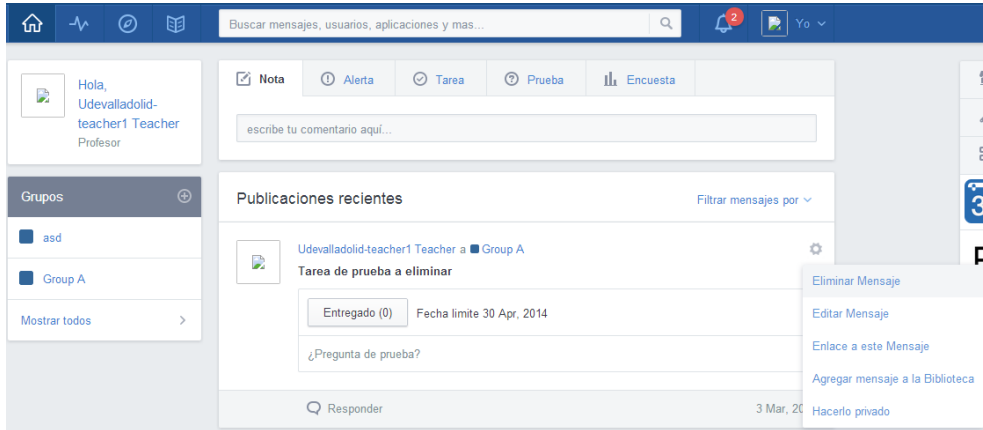 Buscar mensajes, usuarios, aplicaciones y mas...
2
Yo
Hola,
Udevalladolid-
teacher1 Teacher
Profesor
Grupos
asd
Group A
Mostrar todos
Nota
Alerta
Tarea
Prueba
Encuesta
escribe tu comentario aquí...
Publicaciones recientes
Filtrar mensajes por
Udevalladolid-teacher1 Teacher a Group A
Tarea de prueba a eliminar
Entregado (0)
Fecha limite 30 Apr, 2014
¿Pregunta de prueba?
Responder
3 Mar, 20
Eliminar Mensaje
Editar Mensaje
Enlace a este Mensaje
Agregar mensaje a la Biblioteca
Hacerlo privado
3